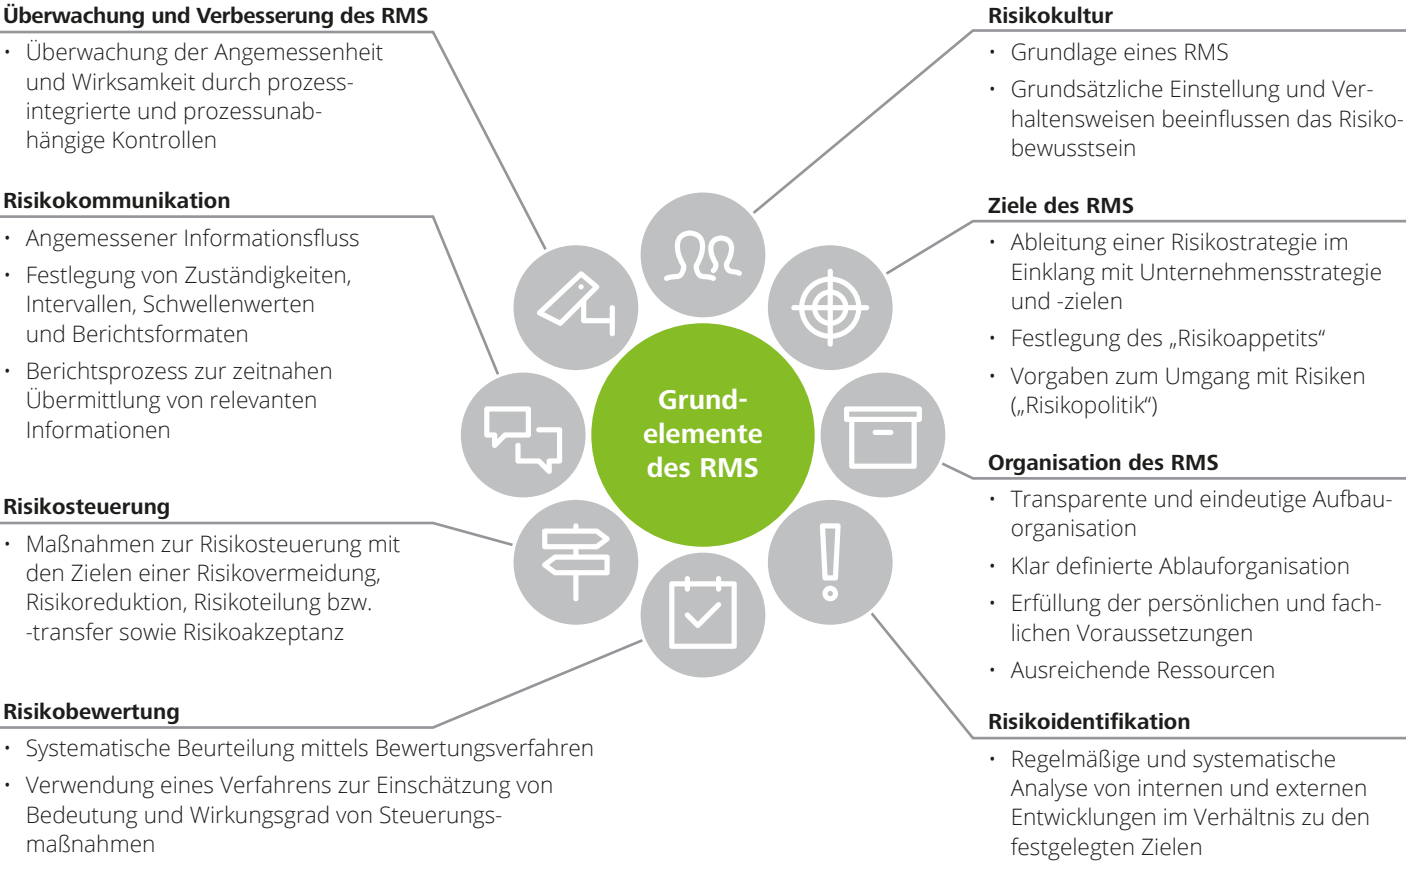 Überwachung und Verbesserung des RMS
• Überwachung der Angemessenheit
und Wirksamkeit durch prozess-
integrierte und prozessunab-
hängige Kontrollen
Risikokommunikation
• Angemessener Informationsfluss
• Festlegung von Zuständigkeiten,
Intervallen, Schwellenwerten
und Berichtsformaten
• Berichtsprozess zur zeitnahen
Übermittlung von relevanten
Informationen
Risikosteuerung
• Maßnahmen zur Risikosteuerung mit
den Zielen einer Risikovermeidung,
Risikoreduktion, Risikoteilung bzw.
-transfer sowie Risikoakzeptanz
Risikobewertung
• Systematische Beurteilung mittels Bewertungsverfahren
• Verwendung eines Verfahrens zur Einschätzung von
Bedeutung und Wirkungsgrad von Steuerungs-
maßnahmen
Grund-
elemente
des RMS
Risikokultur
• Grundlage eines RMS
• Grundsätzliche Einstellung und Ver-
haltensweisen beeinflussen das Risiko-
bewusstsein
Ziele des RMS
• Ableitung einer Risikostrategie im
Einklang mit Unternehmensstrategie
und -zielen
• Festlegung des „Risikoappetits“
• Vorgaben zum Umgang mit Risiken
(„Risikopolitik“)
Organisation des RMS
• Transparente und eindeutige Aufbau-
organisation
• Klar definierte Ablauforganisation
• Erfüllung der persönlichen und fach-
lichen Voraussetzungen
• Ausreichende Ressourcen
Risikoidentifikation
• Regelmäßige und systematische
Analyse von internen und externen
Entwicklungen im Verhältnis zu den
festgelegten Zielen